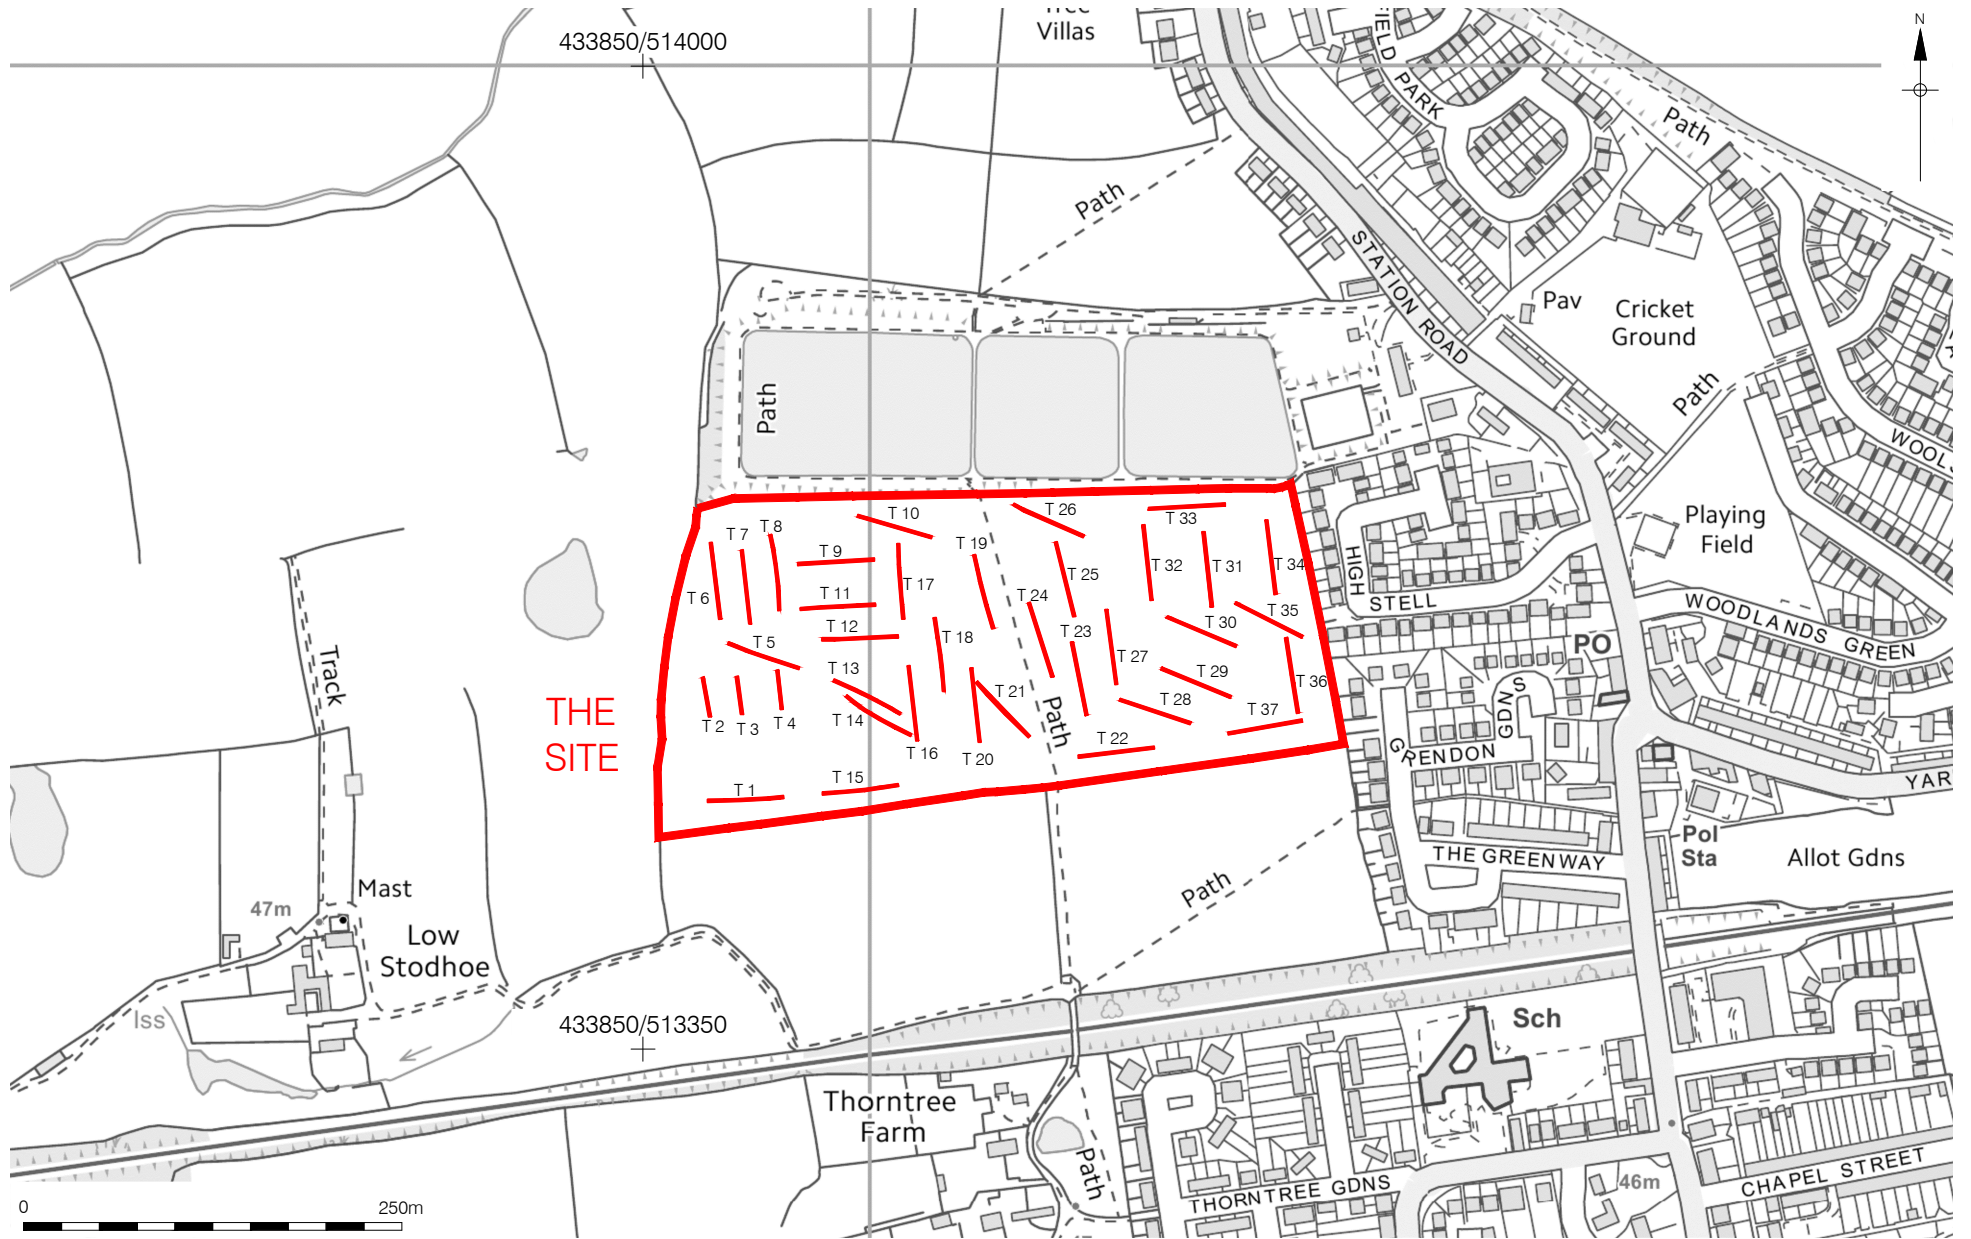 Villas
433850/514000
N
FIELD PARK
Path
Path
STATION ROAD
Pav
Cricket
Ground
Path
Path
WOOLS
T 10
T 26
T 33
T 8
T 7
T 9
T 19
T 32
T 31
T 34
T 25
T 17
T 6
T 11
T 24
T 35
T 12
T 30
T 23
T 18
T 5
T 27
T 13
T 29
T 36
T 21
T 28
T 14
T 2
T 3
T 4
T 37
T 16
T 20
T 22
T 15
T 1
Path
THE
SITE
HIGH STELL
Playing
Field
WOODLANDS GREEN
PO
GRENDON GDNS
YAR
Track
Pol
Sta
Allot Gdns
THE GREENWAY
Path
Mast
47m
Low
Stodhoe
Iss
433850/513350
Sch
Thorntree
Farm
Path
THORNTREE GDNS
46m
CHAPEL STREET
0
250m